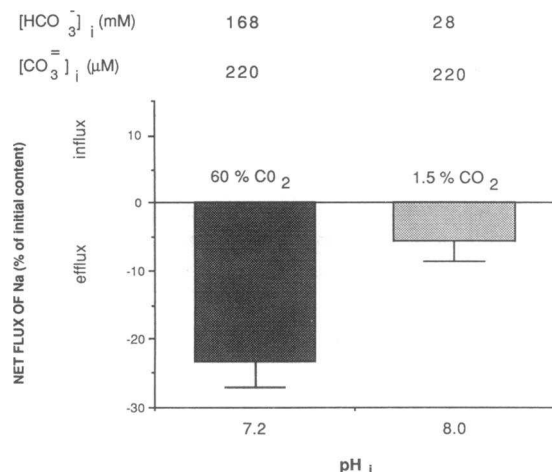 [HCO₃⁻]ᵢ (mM) 168 28
[CO₃⁼]ᵢ (µM) 220 220
influx
efflux
NET FLUX OF Na (% of initial content)
10
0
-10
-20
-30
60 % C0₂
1.5 % CO₂
7.2 8.0
pHᵢ